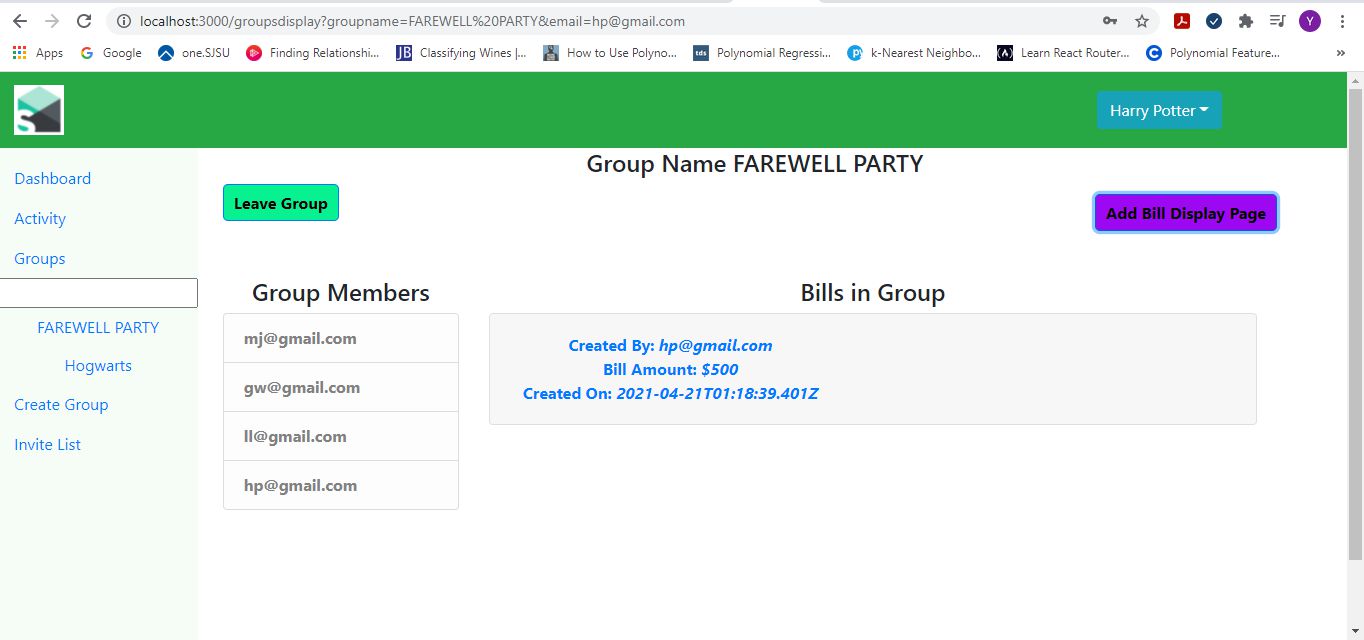 localhost:3000/groupsdisplay?groupname=FAREWELL%20PARTY&email=hp@gmail.com
Y
Apps
Google
one.SJSU
Finding Relationshi...
JB
Classifying Wines |...
How to Use Polyno...
tds
Polynomial Regressi...
k-Nearest Neighbo...
Learn React Router...
Polynomial Feature...
»
S
Harry Potter
Dashboard
Activity
Groups
FAREWELL PARTY
Hogwarts
Create Group
Invite List
Group Name FAREWELL PARTY
Leave Group
Add Bill Display Page
Group Members
mj@gmail.com
gw@gmail.com
ll@gmail.com
hp@gmail.com
Bills in Group
Created By: hp@gmail.com
Bill Amount: $500
Created On: 2021-04-21T01:18:39.401Z